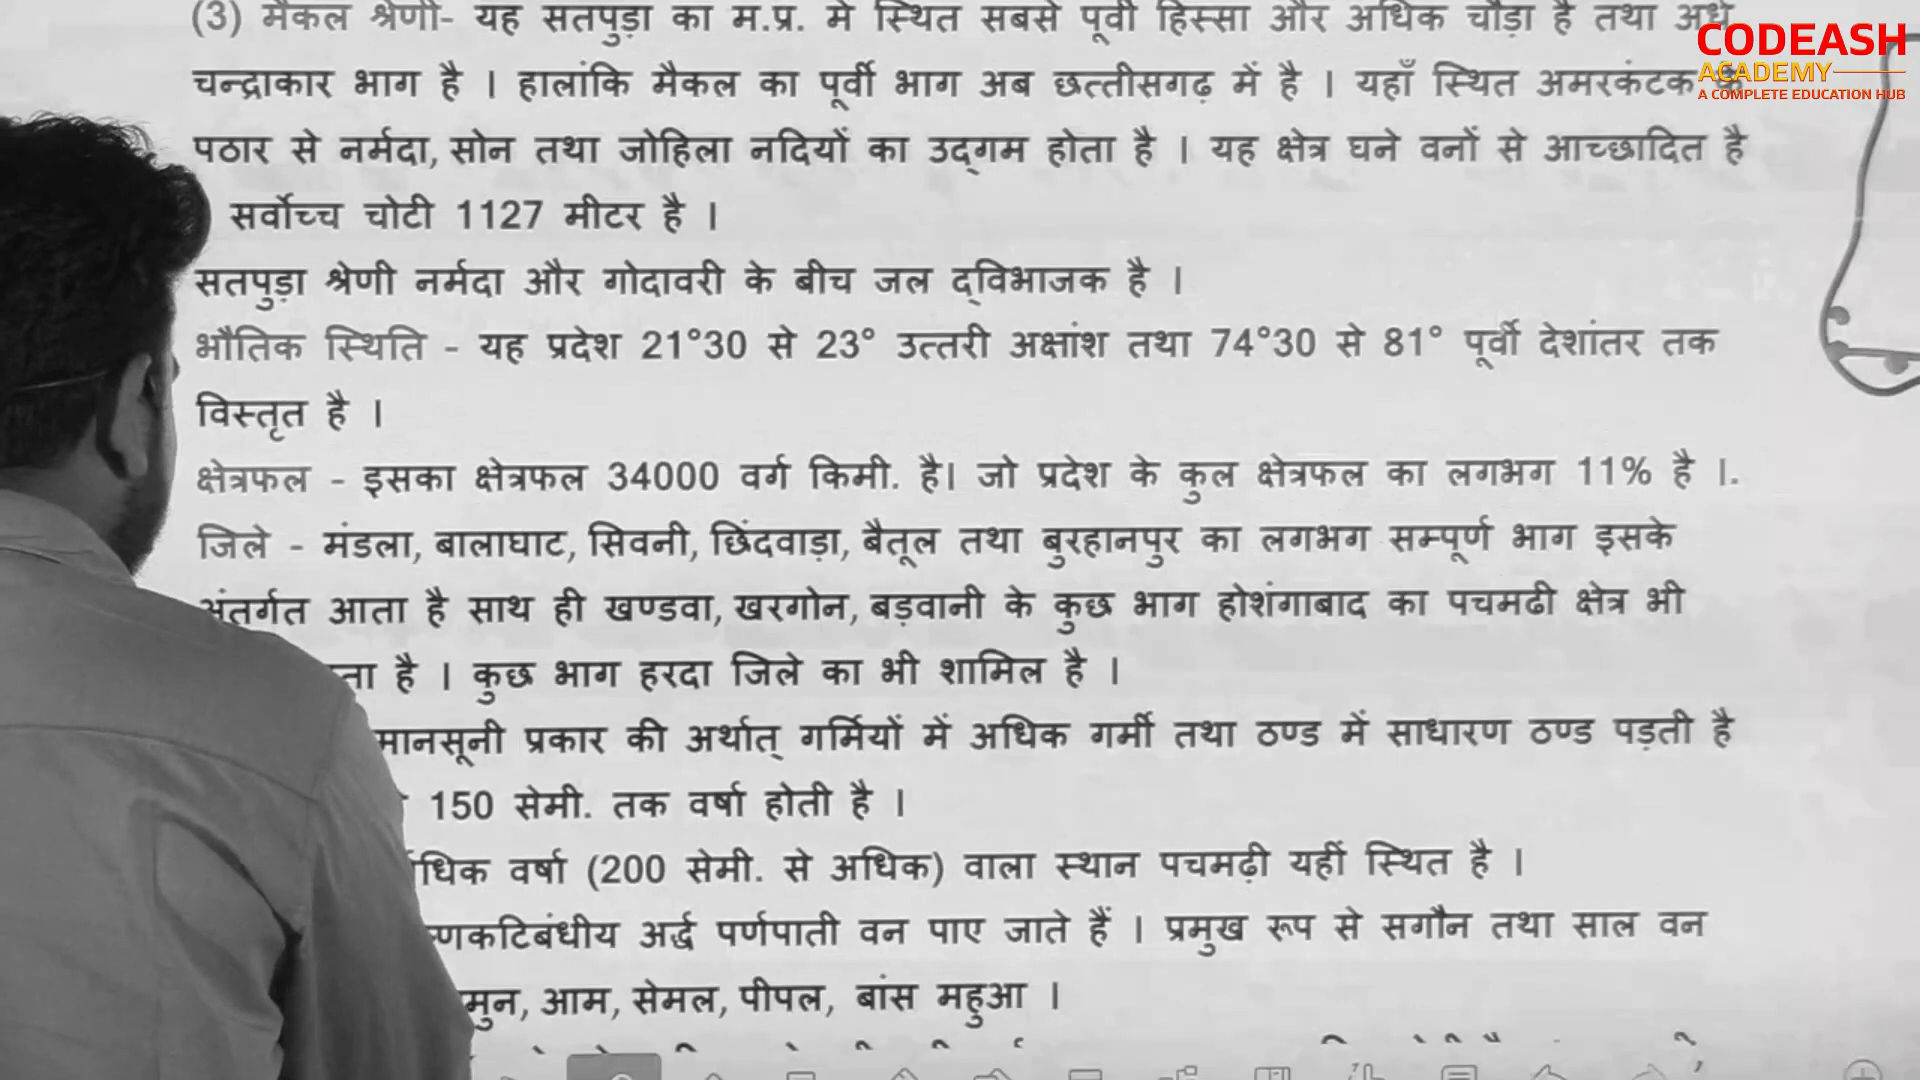 (3) मैकल श्रेणी- यह सतपुड़ा का म.प्र. में स्थित सबसे पूर्वी हिस्सा और अधिक चौड़ा है तथा अर्ध
चन्द्राकार भाग है । हालांकि मैकल का पूर्वी भाग अब छत्तीसगढ़ में है । यहाँ स्थित अमरकंटक के
पठार से नर्मदा, सोन तथा जोहिला नदियों का उद्गम होता है । यह क्षेत्र घने वनों से आच्छादित है
सर्वोच्च चोटी 1127 मीटर है ।
सतपुड़ा श्रेणी नर्मदा और गोदावरी के बीच जल द्विभाजक है ।
भौतिक स्थिति - यह प्रदेश 21°30 से 23° उत्तरी अक्षांश तथा 74°30 से 81° पूर्वी देशांतर तक
विस्तृत है ।
क्षेत्रफल - इसका क्षेत्रफल 34000 वर्ग किमी. है। जो प्रदेश के कुल क्षेत्रफल का लगभग 11% है ।.
जिले - मंडला, बालाघाट, सिवनी, छिंदवाड़ा, बैतूल तथा बुरहानपुर का लगभग सम्पूर्ण भाग इसके
अंतर्गत आता है साथ ही खण्डवा, खरगोन, बड़वानी के कुछ भाग होशंगाबाद का पचमढी क्षेत्र भी
है । कुछ भाग हरदा जिले का भी शामिल है ।
मानसूनी प्रकार की अर्थात् गर्मियों में अधिक गर्मी तथा ठण्ड में साधारण ठण्ड पड़ती है
150 सेमी. तक वर्षा होती है ।
वर्षा (200 सेमी. से अधिक) वाला स्थान पचमढ़ी यहीं स्थित है ।
अर्द्ध पर्णपाती वन पाए जाते हैं । प्रमुख रूप से सगौन तथा साल वन
आम, सेमल, पीपल, बांस महुआ ।
CODEASH
ACADEMY
A COMPLETE EDUCATION HUB